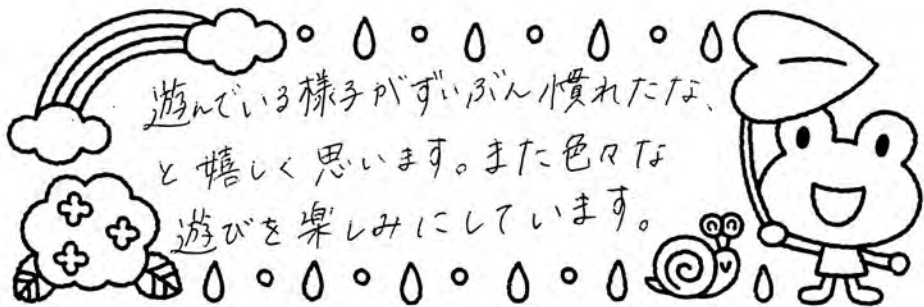 遊んでいる様子がずいぶん慣れたな、
と嬉しく思います。また色々な
遊びを楽しみにしています。